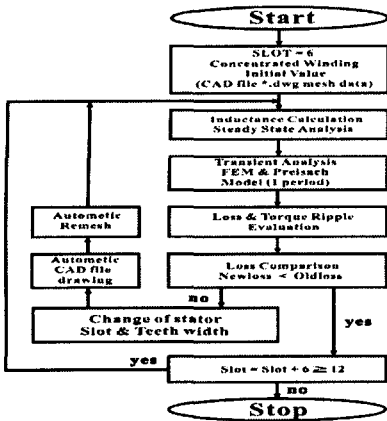 Start
SLOT = 6
Concentrated Winding
Initial Value
(CAD file *.dwg mesh data)
Inductance Calculation
Steady State Analysis
Transient Analysis
FEM & Preisach
Model (1 period)
Automatic
Remesh
Loss & Torque Ripple
Evaluation
Automatic
CAD file
drawing
Loss Comparison
Newloss < Oldloss
no
Change of stator
Slot & Teeth width
yes
yes
Slot = Slot + 6 ≧ 12
no
Stop